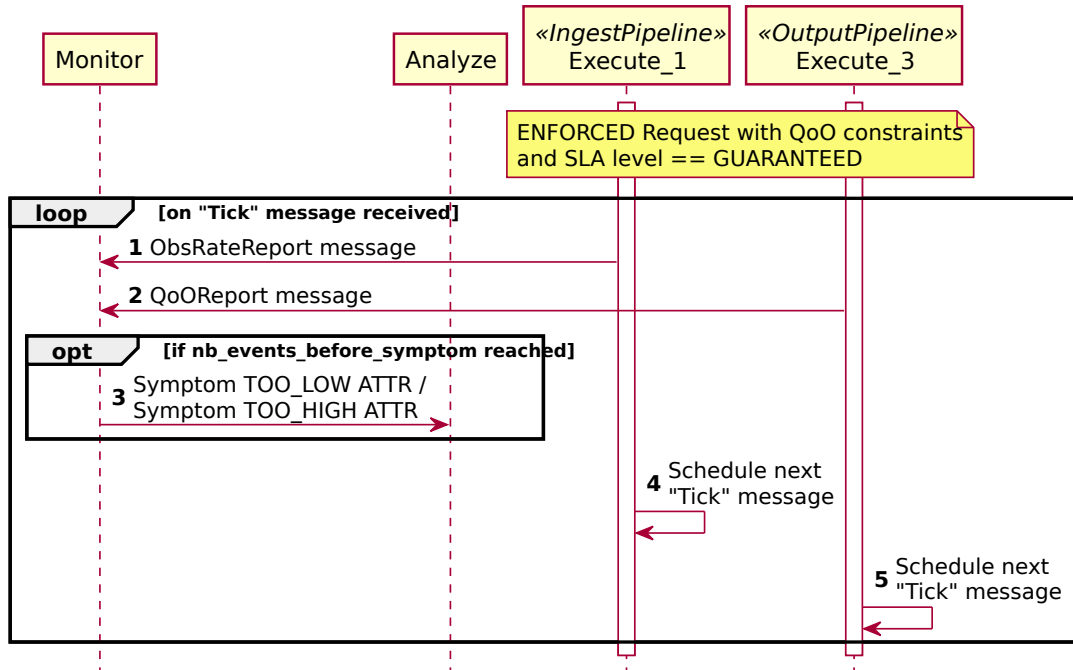 Monitor
Analyze
«IngestPipeline»
Execute_1
«OutputPipeline»
Execute_3
ENFORCED Request with QoO constraints
and SLA level == GUARANTEED
loop [on "Tick" message received]
1 ObsRateReport message
2 QoOReport message
opt [if nb_events_before_symptom reached]
3 Symptom TOO_LOW ATTR /
Symptom TOO_HIGH ATTR
4 Schedule next
"Tick" message
5 Schedule next
"Tick" message